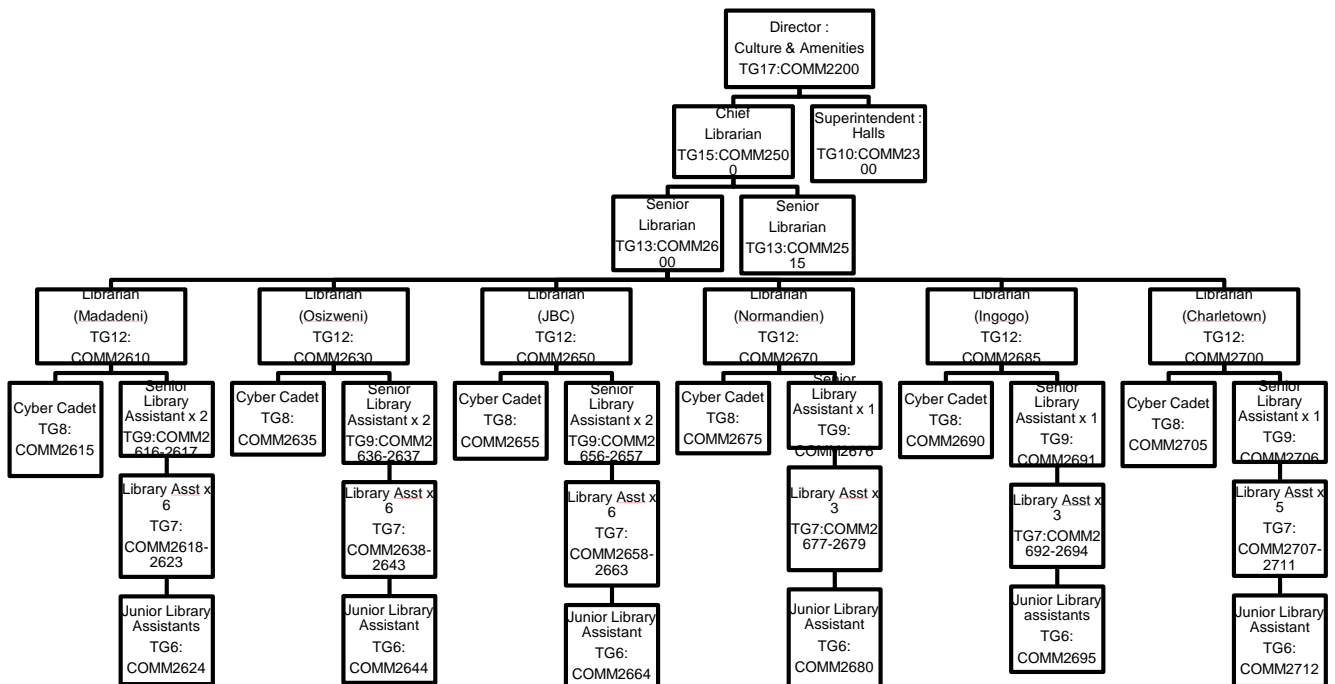 Director :
Culture & Amenities
TG17:COMM2200
Chief
Librarian
TG15:COMM250
0
Superintendent :
Halls
TG10:COMM23
00
Senior
Librarian
TG13:COMM26
00
Senior
Librarian
TG13:COMM25
15
Librarian
(Madadeni)
TG12:
COMM2610
Librarian
(Osizweni)
TG12:
COMM2630
Librarian
(JBC)
TG12:
COMM2650
Librarian
(Normandien)
TG12:
COMM2670
Librarian
(Ingogo)
TG12:
COMM2685
Librarian
(Charletown)
TG12:
COMM2700
Cyber Cadet
TG8:
COMM2615
Senior
Library
Assistant x 2
TG9:COMM2
616-2617
Cyber Cadet
TG8:
COMM2635
Senior
Library
Assistant x 2
TG9:COMM2
636-2637
Cyber Cadet
TG8:
COMM2655
Senior
Library
Assistant x 2
TG9:COMM2
656-2657
Cyber Cadet
TG8:
COMM2675
Senior
Library
Assistant x 1
TG9:
COMM2676
Cyber Cadet
TG8:
COMM2690
Senior
Library
Assistant x 1
TG9:
COMM2691
Cyber Cadet
TG8:
COMM2705
Senior
Library
Assistant x 1
TG9:
COMM2706
Library Asst x
6
TG7:
COMM2618-
2623
Library Asst x
6
TG7:
COMM2638-
2643
Library Asst x
6
TG7:
COMM2658-
2663
Library Asst x
3
TG7:COMM2
677-2679
Library Asst x
3
TG7:COMM2
692-2694
Library Asst x
5
TG7:
COMM2707-
2711
Junior Library
Assistants
TG6:
COMM2624
Junior Library
Assistant
TG6:
COMM2644
Junior Library
Assistant
TG6:
COMM2664
Junior Library
Assistant
TG6:
COMM2680
Junior Library
assistants
TG6:
COMM2695
Junior Library
Assistant
TG6:
COMM2712